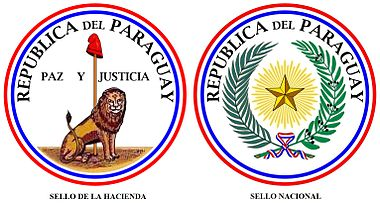 REPUBLICA DEL PARAGUAY
PAZ Y JUSTICIA
SELLO DE LA HACIENDA
REPUBLICA DEL PARAGUAY
SELLO NACIONAL